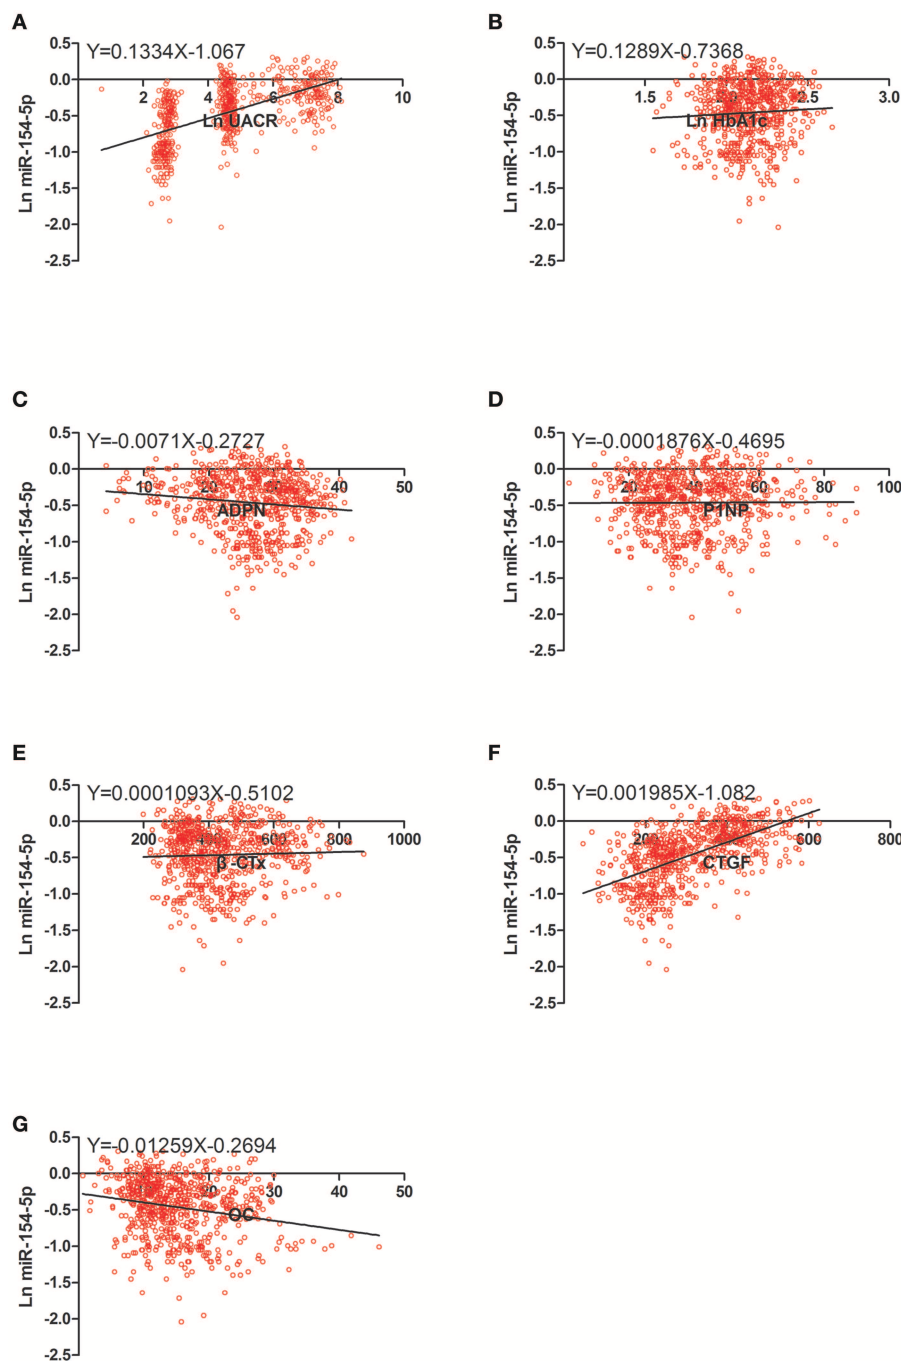 A
Y=0.1334X-1.067
0.5
0.0
-0.5
-1.0
-1.5
-2.0
-2.5
2 4 6 8 10
Ln UACR
Ln miR-154-5p
B
Y=0.1289X-0.7368
0.5
0.0
-0.5
-1.0
-1.5
-2.0
-2.5
1.5 2.0 2.5 3.0
Ln HbA1c
Ln miR-154-5p
C
Y=-0.0071X-0.2727
0.5
0.0
-0.5
-1.0
-1.5
-2.0
-2.5
10 20 30 40 50
ADPN
Ln miR-154-5p
D
Y=-0.0001876X-0.4695
0.5
0.0
-0.5
-1.0
-1.5
-2.0
-2.5
20 40 60 80 100
P1NP
Ln miR-154-5p
E
Y=0.0001093X-0.5102
0.5
0.0
-0.5
-1.0
-1.5
-2.0
-2.5
200 400 600 800 1000
β -CTx
Ln miR-154-5p
F
Y=0.001985X-1.082
0.5
0.0
-0.5
-1.0
-1.5
-2.0
-2.5
200 400 600 800
CTGF
Ln miR-154-5p
G
Y=-0.01259X-0.2694
0.5
0.0
-0.5
-1.0
-1.5
-2.0
-2.5
10 20 30 40 50
OC
Ln miR-154-5p